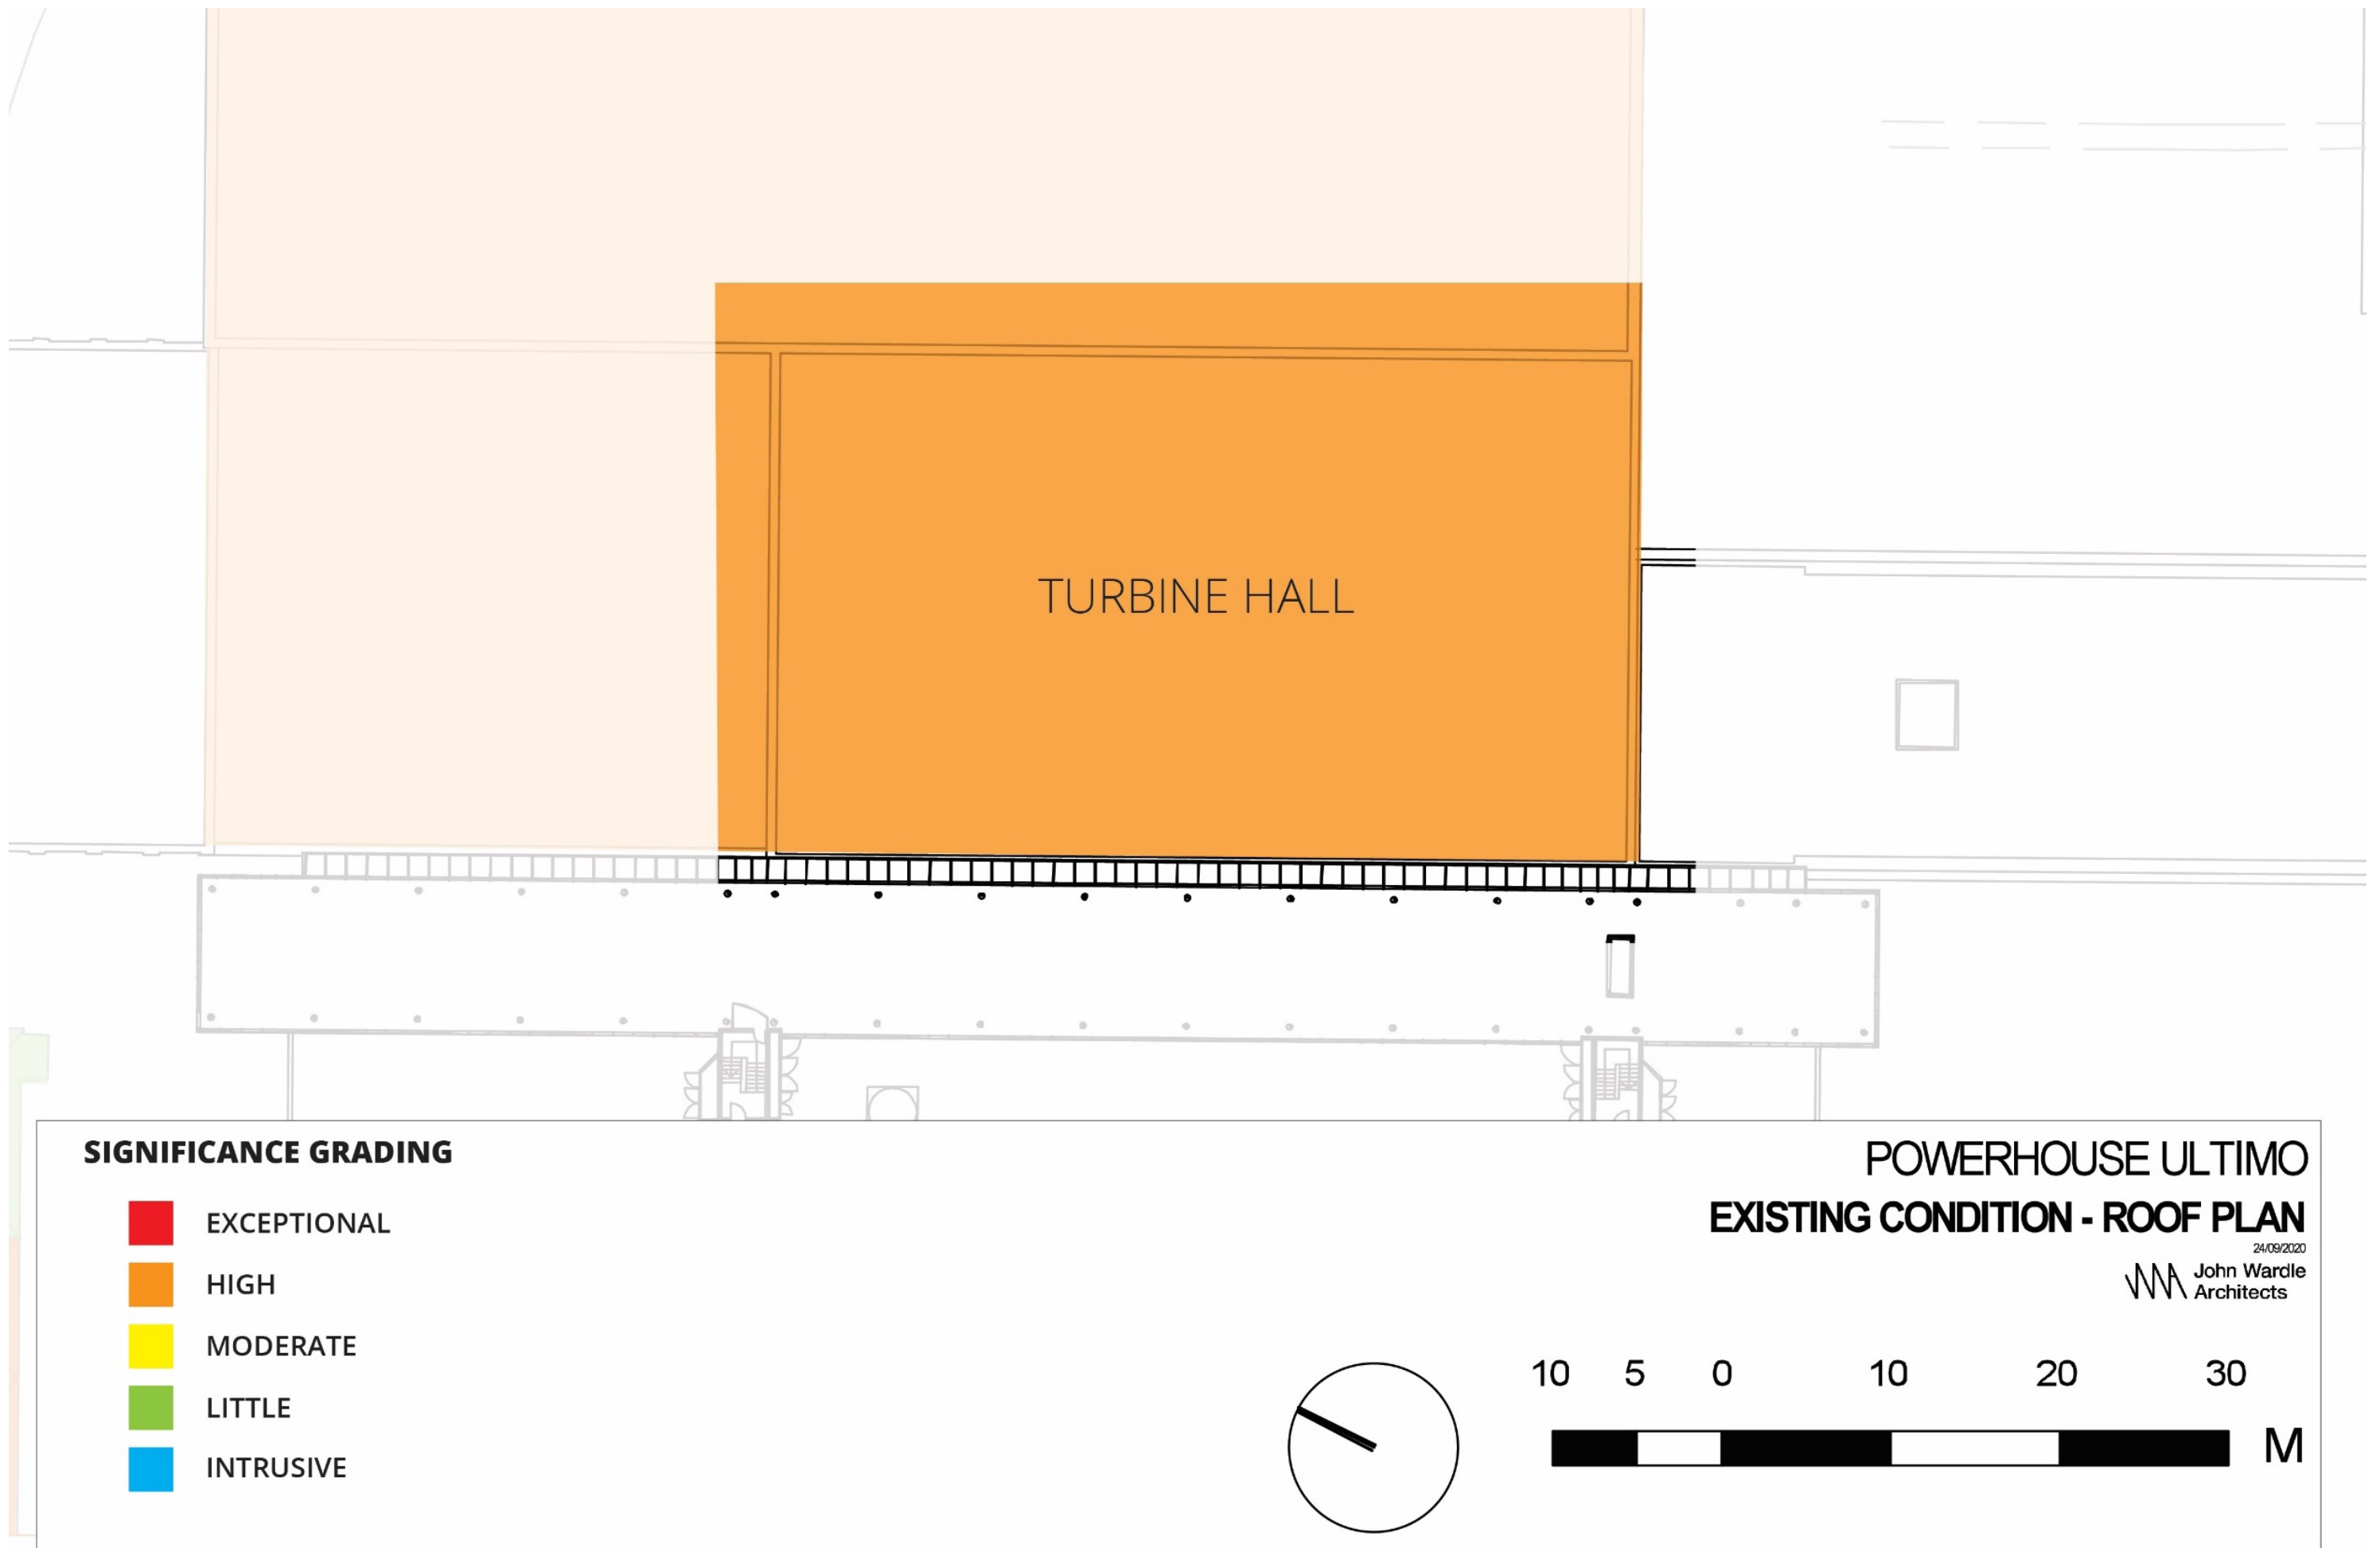 TURBINE HALL
SIGNIFICANCE GRADING
EXCEPTIONAL
HIGH
MODERATE
LITTLE
INTRUSIVE
POWERHOUSE ULTIMO
EXISTING CONDITION - ROOF PLAN
24/09/2020
John Wardle
Architects
10 5 0 10 20 30
M